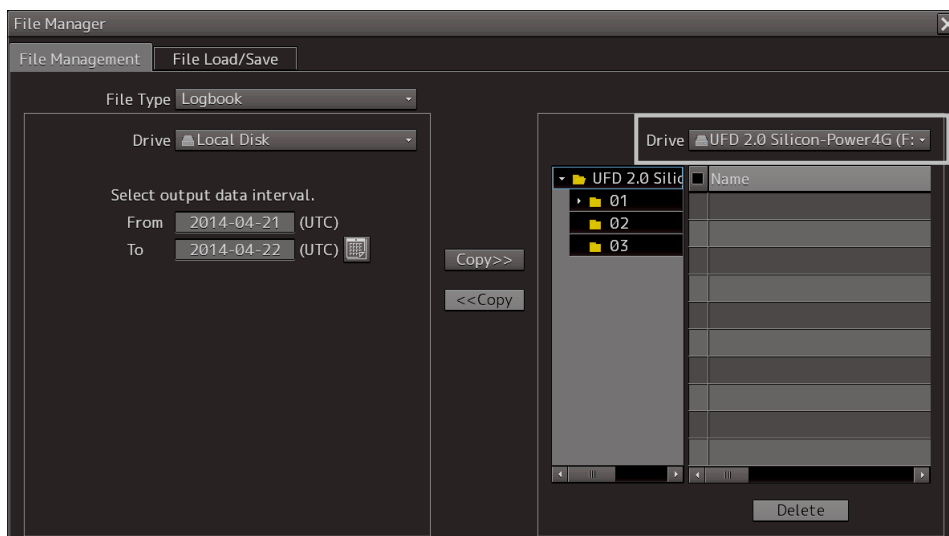 File Manager
File Management
File Load/Save
File Type Logbook
Drive Local Disk
Select output data interval.
From 2014-04-21 (UTC)
To 2014-04-22 (UTC)
Copy>>
<<Copy
Drive UFD 2.0 Silicon-Power4G (F:
UFD 2.0 Silic
Name
01
02
03
Delete